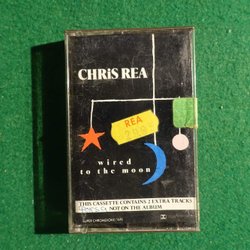 CHRiS REA
REA
wired
to the moon
THIS CASSETTE CONTAINS 2 EXTRA TRACKS
NOT ON THE ALBUM